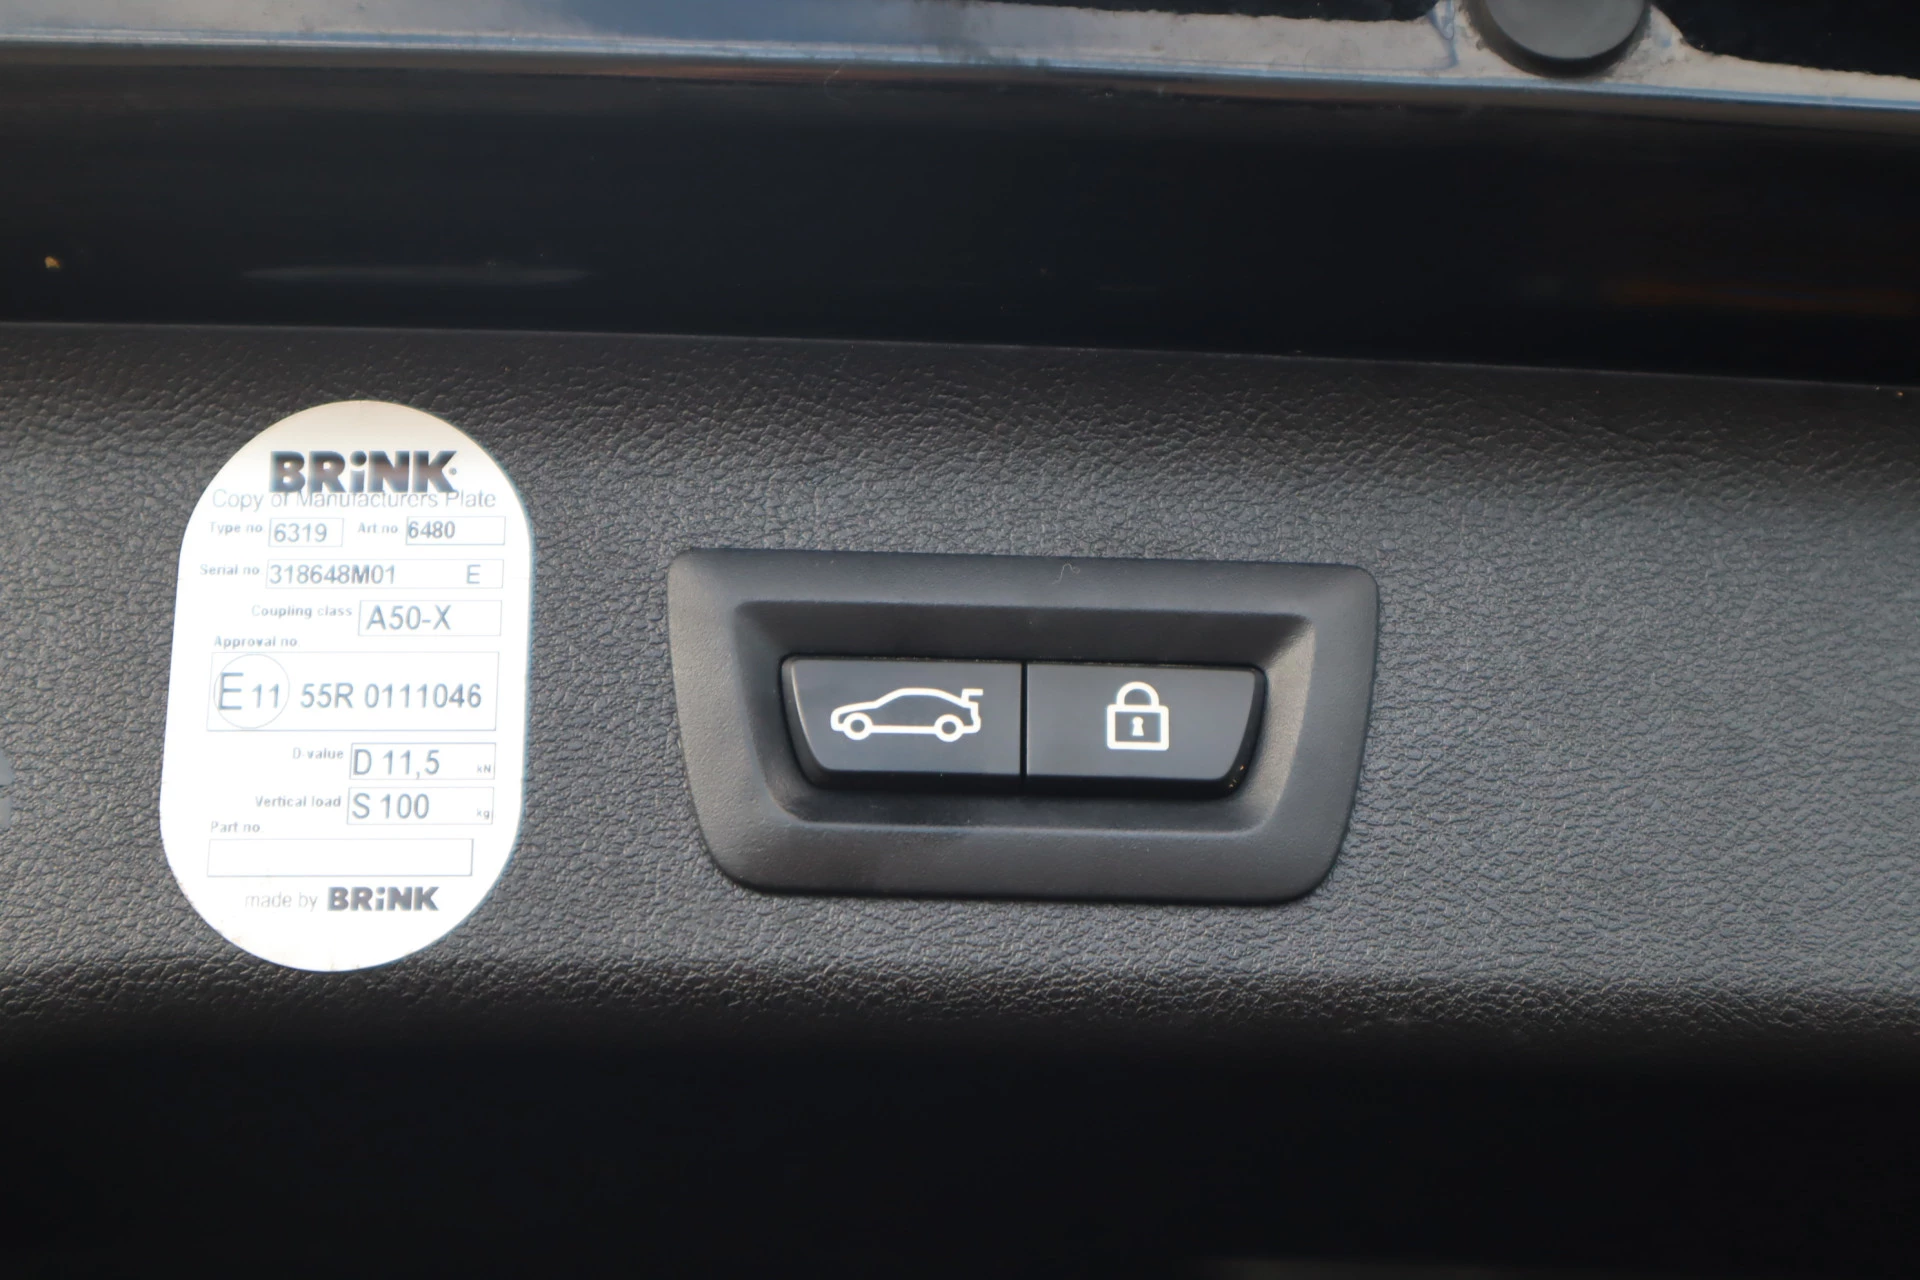 BRiNK
Copy of Manufacturers Plate
Type no. 6319 Art no. 6480
Serial no. 318648M01 E
Coupling class A50-X
Approval no.
E11 55R 0111046
D-value D 11,5 kN
Vertical load S 100 kg
Part no.
made by BRiNK